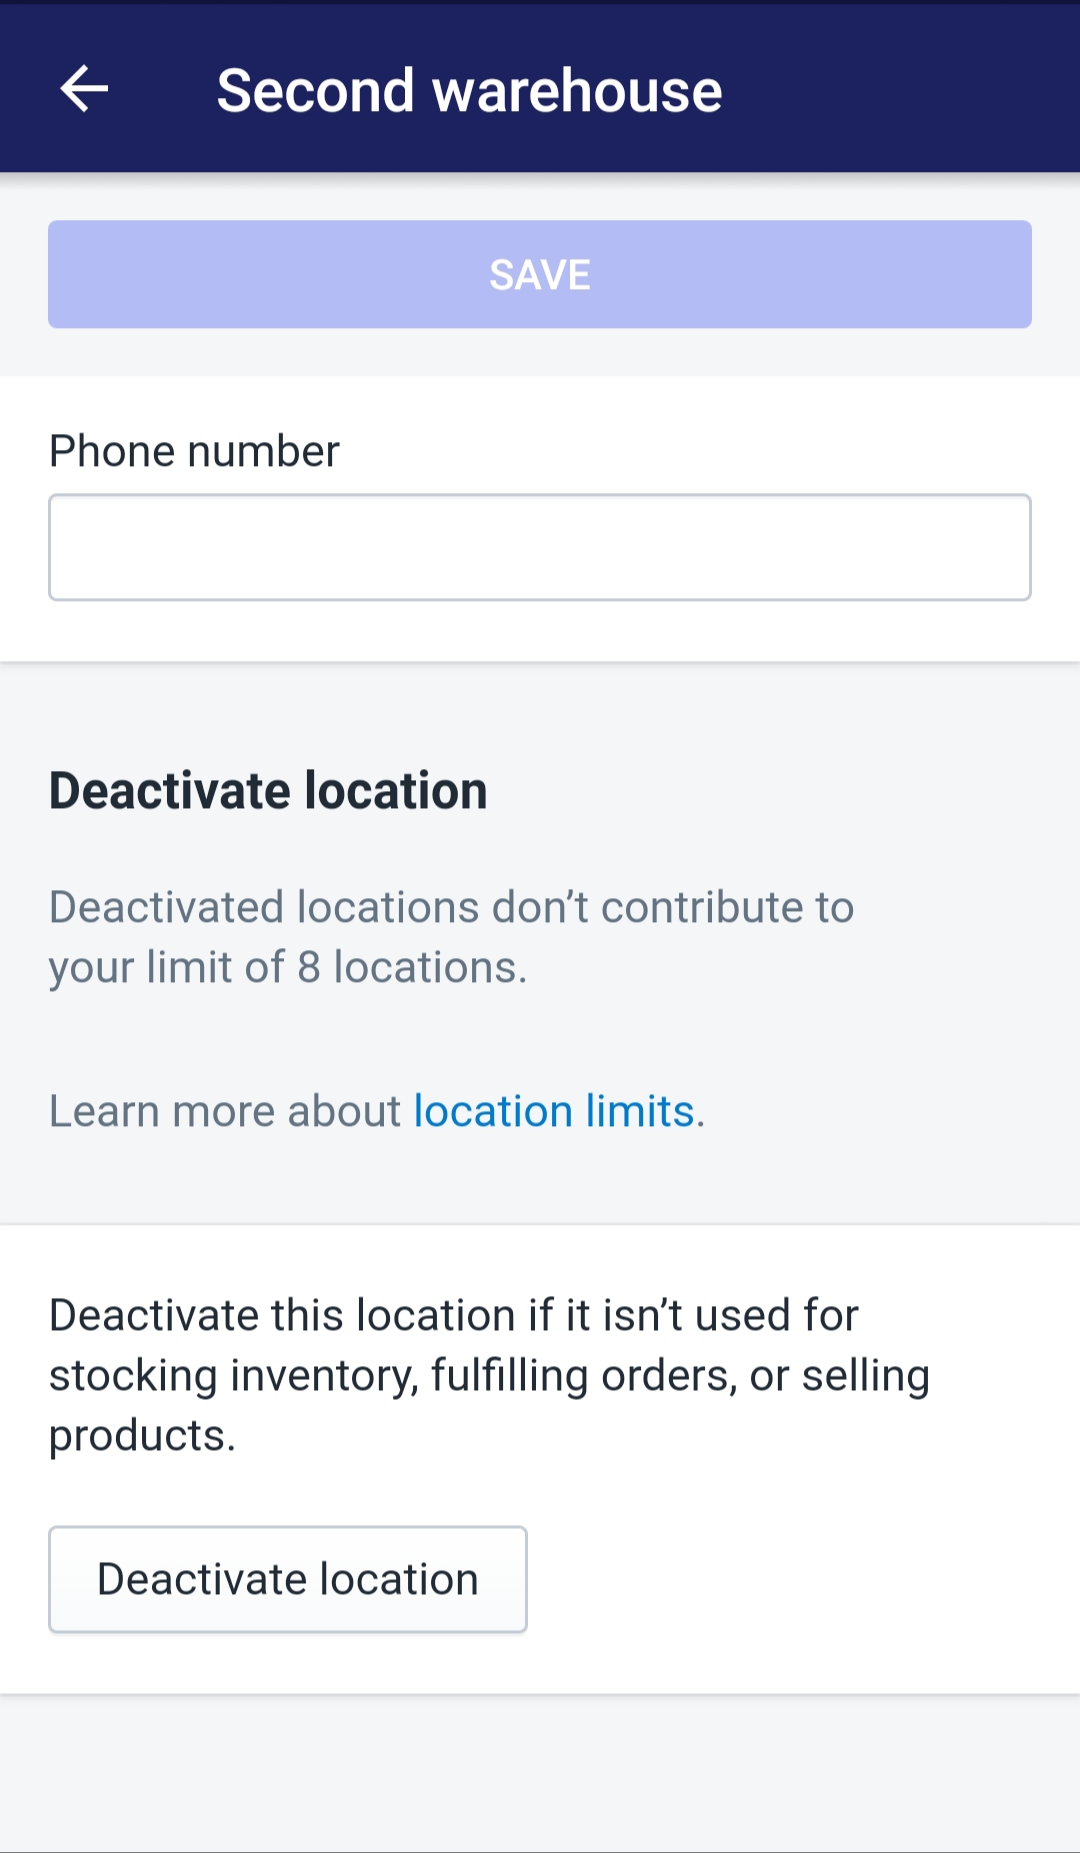 Second warehouse
SAVE
Phone number
Deactivate location
Deactivated locations don’t contribute to
your limit of 8 locations.
Learn more about location limits.
Deactivate this location if it isn’t used for
stocking inventory, fulfilling orders, or selling
products.
Deactivate location